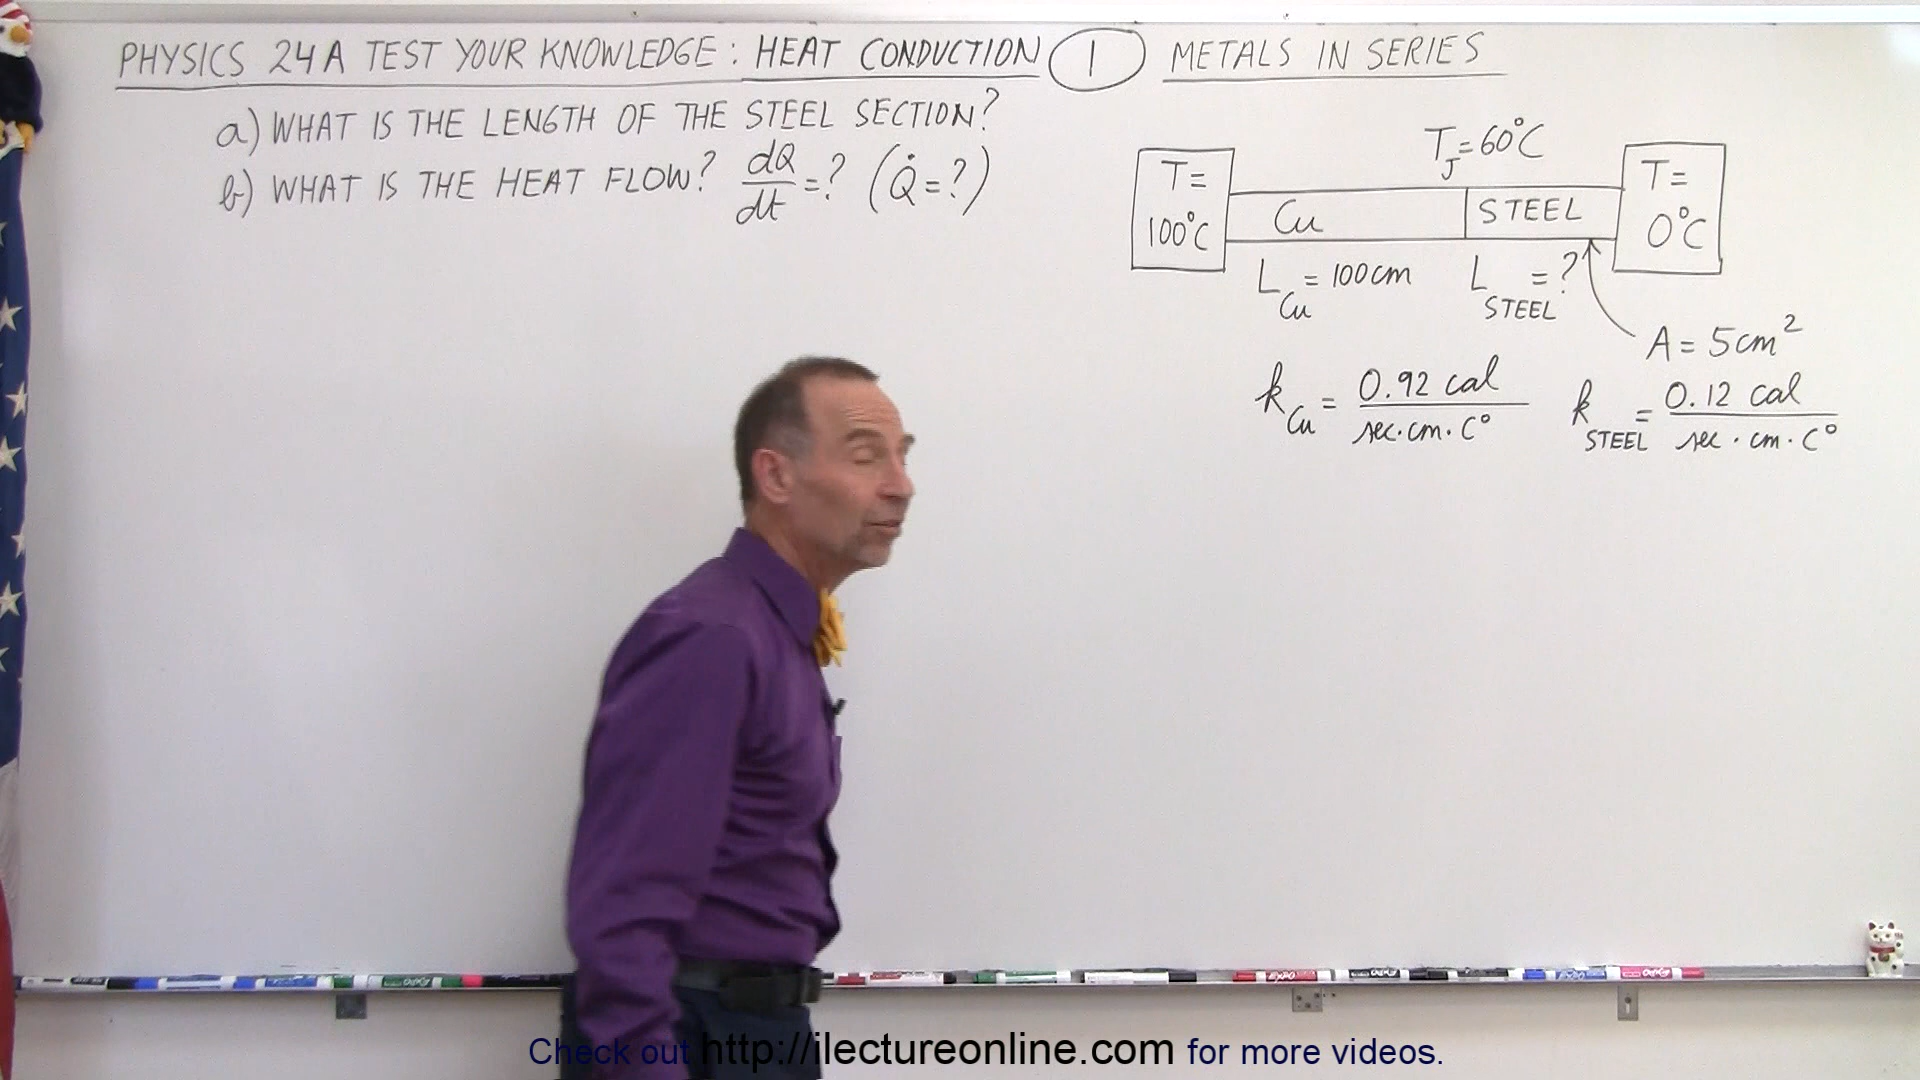 PHYSICS 24A TEST YOUR KNOWLEDGE: HEAT CONDUCTION 1 METALS IN SERIES
a) WHAT IS THE LENGTH OF THE STEEL SECTION?
b) WHAT IS THE HEAT FLOW? dQ/dt = ? (Q̇ = ?)
T_J = 60°C
T = 100°C
Cu
STEEL
T = 0°C
L_Cu = 100cm
L_STEEL = ?
A = 5cm²
k_Cu = 0.92 cal / sec·cm·C°
k_STEEL = 0.12 cal / sec·cm·C°
EXPO
Check out http://ilectureonline.com for more videos.